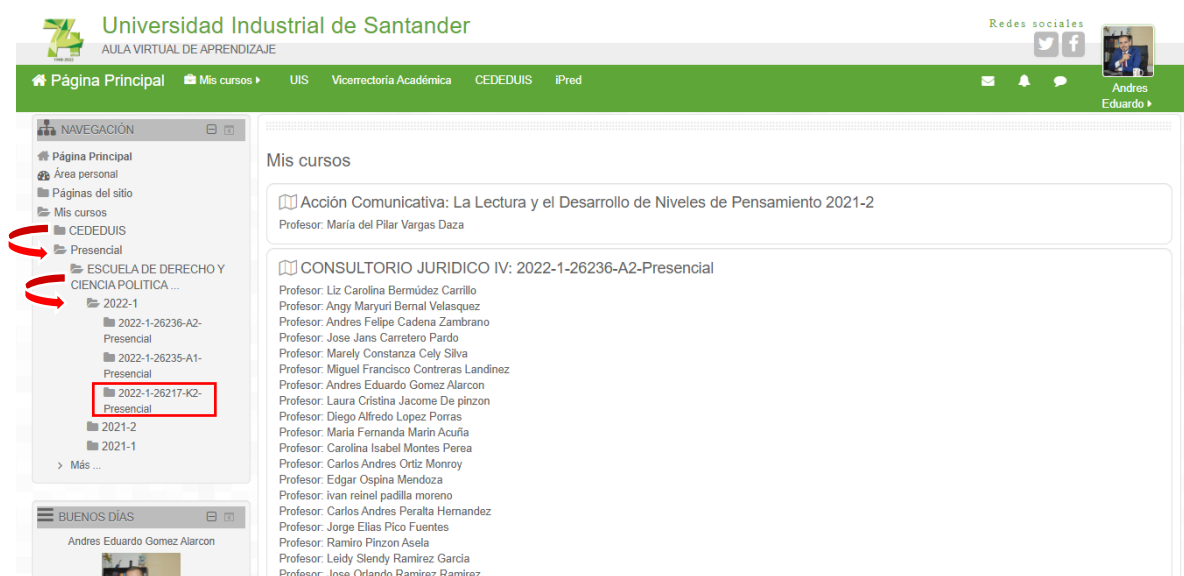 Universidad Industrial de Santander
AULA VIRTUAL DE APRENDIZAJE
Redes sociales
Página Principal
Mis cursos
UIS
Vicerrectoría Académica
CEDEDUIS
iPred
Andres
Eduardo
NAVEGACIÓN
Página Principal
Área personal
Páginas del sitio
Mis cursos
CEDEDUIS
Presencial
ESCUELA DE DERECHO Y
CIENCIA POLITICA ...
2022-1
2022-1-26236-A2-
Presencial
2022-1-26235-A1-
Presencial
2022-1-26217-K2-
Presencial
2021-2
2021-1
Más ...
BUENOS DÍAS
Andres Eduardo Gomez Alarcon
Mis cursos
Acción Comunicativa: La Lectura y el Desarrollo de Niveles de Pensamiento 2021-2
Profesor: María del Pilar Vargas Daza
CONSULTORIO JURIDICO IV: 2022-1-26236-A2-Presencial
Profesor: Liz Carolina Bermúdez Carrillo
Profesor: Angy Maryuri Bernal Velasquez
Profesor: Andres Felipe Cadena Zambrano
Profesor: Jose Jans Carretero Pardo
Profesor: Marely Constanza Cely Silva
Profesor: Miguel Francisco Contreras Landinez
Profesor: Andres Eduardo Gomez Alarcon
Profesor: Laura Cristina Jacome De pinzon
Profesor: Diego Alfredo Lopez Porras
Profesor: Maria Fernanda Marin Acuña
Profesor: Carolina Isabel Montes Perea
Profesor: Carlos Andres Ortiz Monroy
Profesor: Edgar Ospina Mendoza
Profesor: ivan reinel padilla moreno
Profesor: Carlos Andres Peralta Hernandez
Profesor: Jorge Elias Pico Fuentes
Profesor: Ramiro Pinzon Asela
Profesor: Leidy Slendy Ramirez Garcia
Profesor: Jose Orlando Ramirez Ramirez